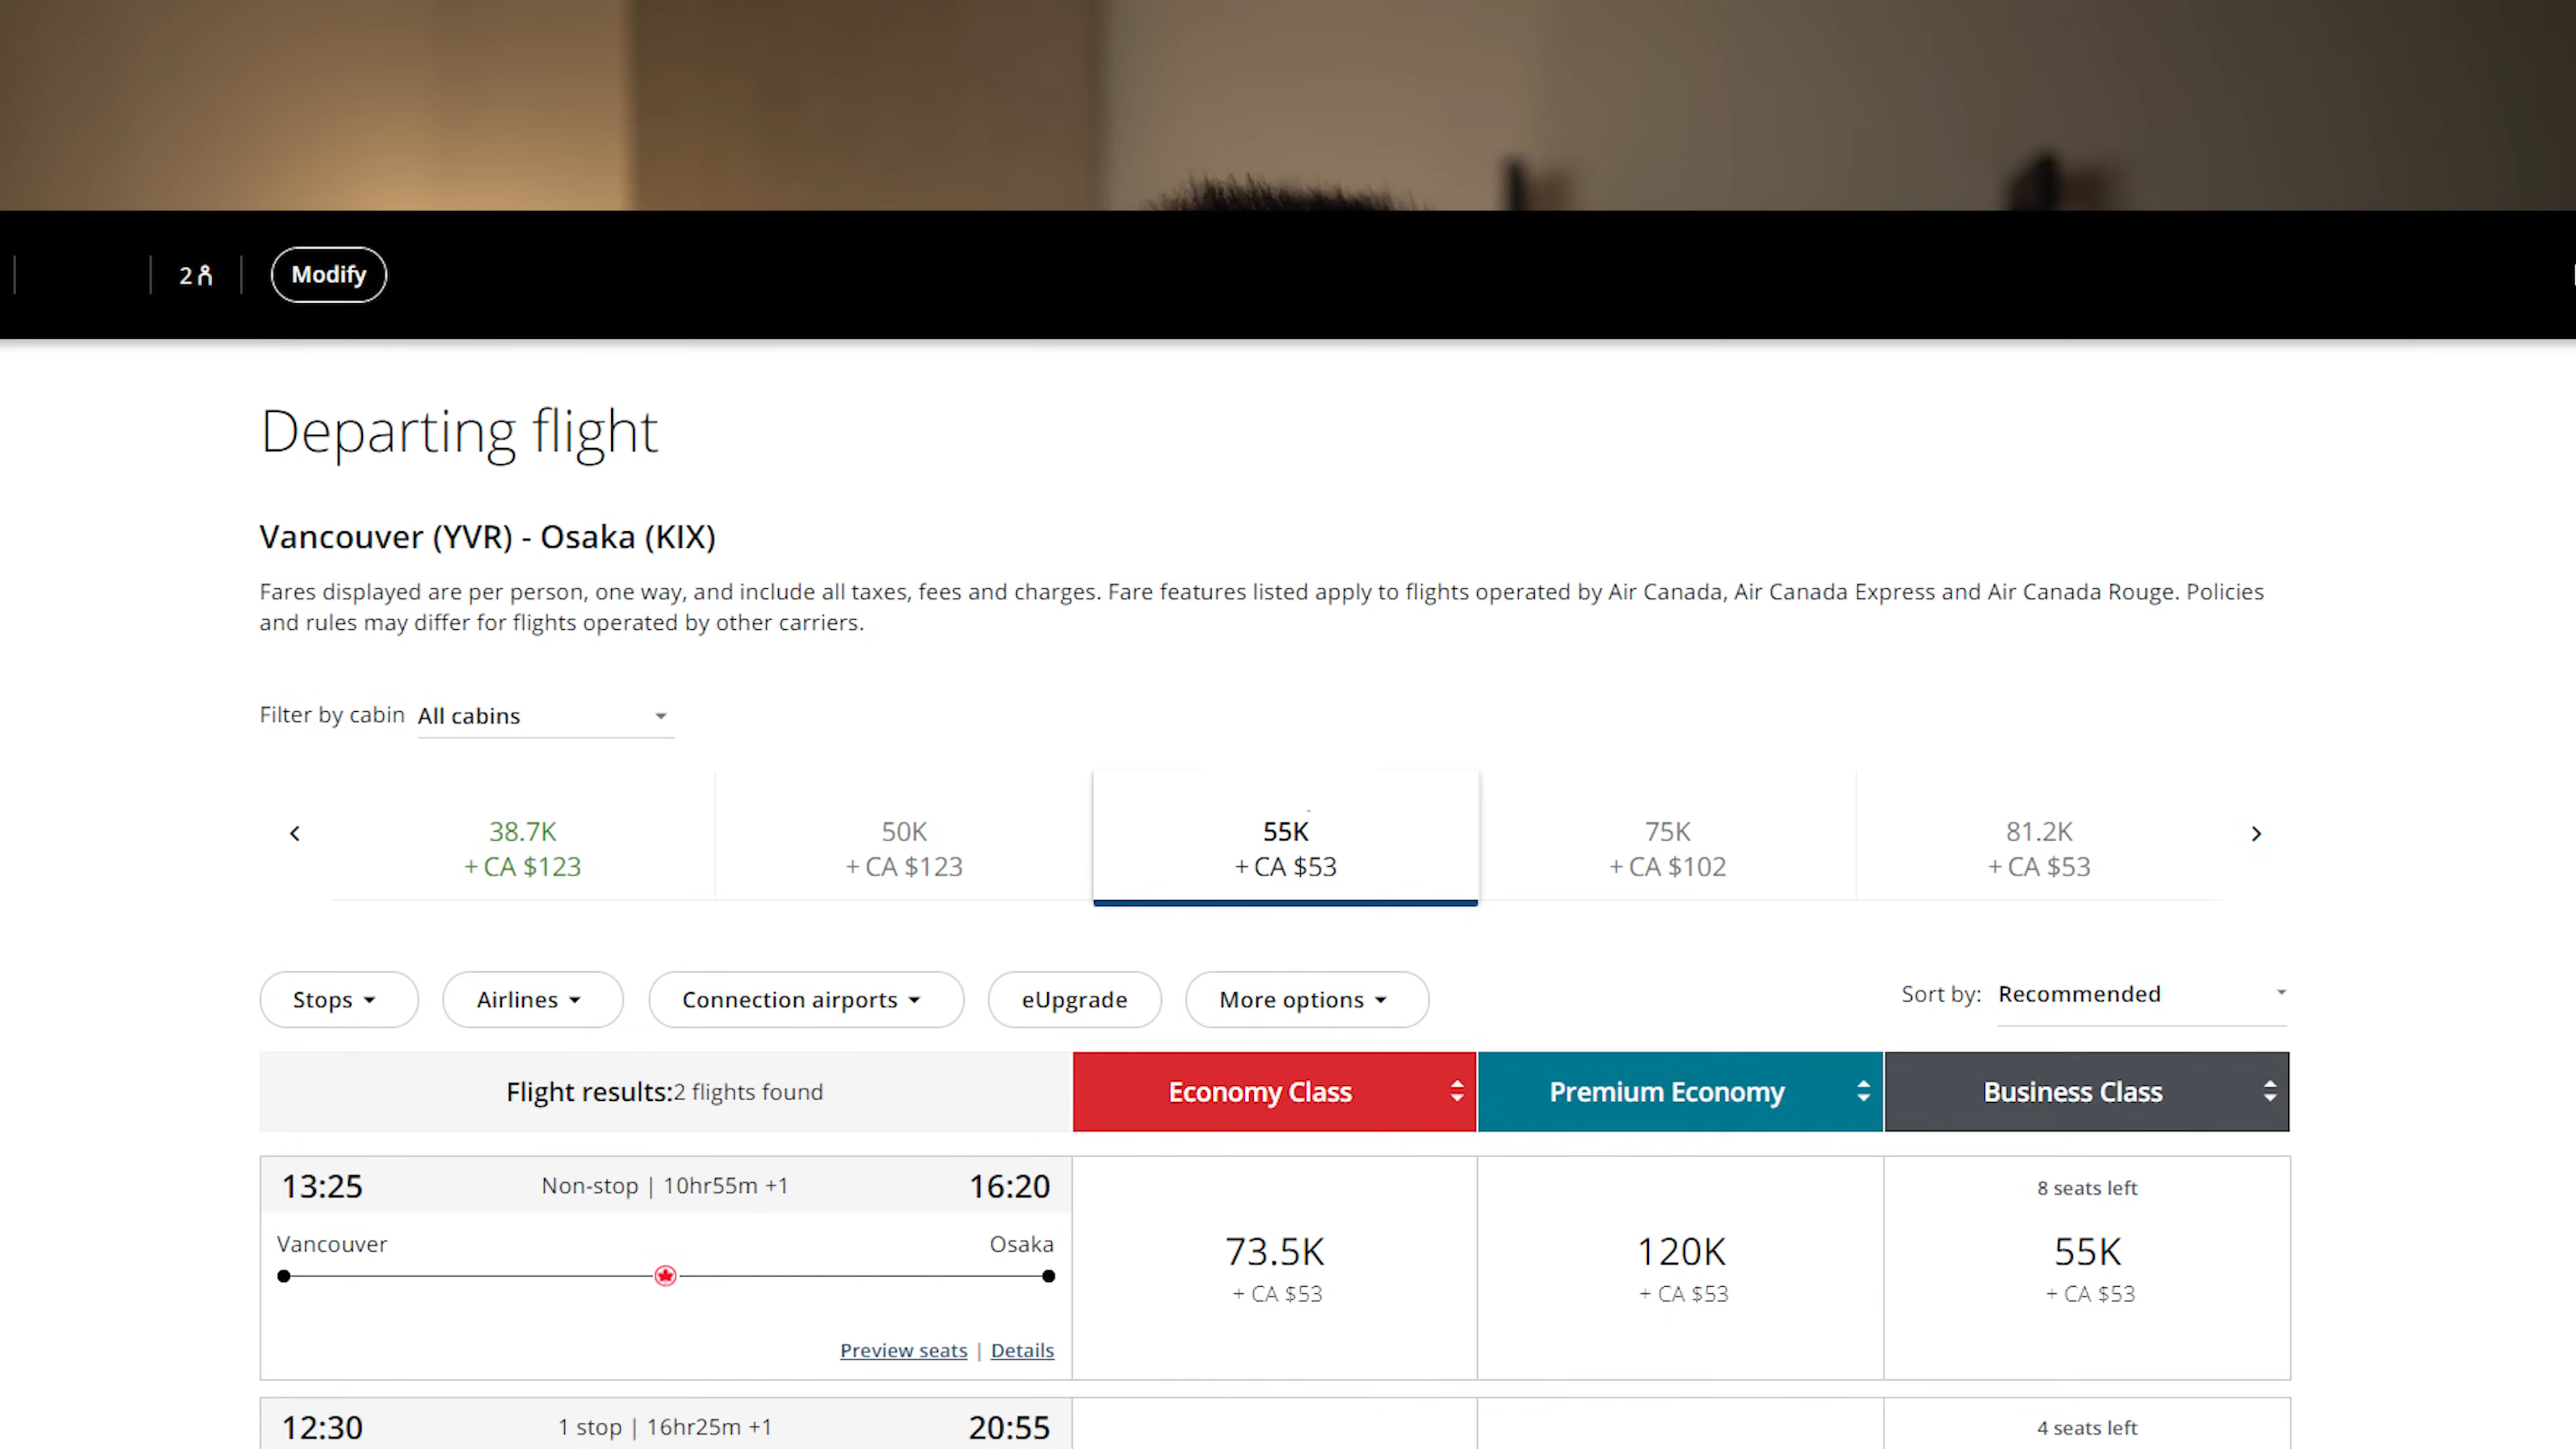 2
Modify
Departing flight
Vancouver (YVR) - Osaka (KIX)
Fares displayed are per person, one way, and include all taxes, fees and charges. Fare features listed apply to flights operated by Air Canada, Air Canada Express and Air Canada Rouge. Policies
and rules may differ for flights operated by other carriers.
Filter by cabin All cabins
38.7K
+ CA $123
50K
+ CA $123
55K
+ CA $53
75K
+ CA $102
81.2K
+ CA $53
Stops
Airlines
Connection airports
eUpgrade
More options
Sort by: Recommended
Flight results:2 flights found
Economy Class
Premium Economy
Business Class
13:25
Non-stop | 10hr55m +1
16:20
Vancouver
Osaka
Preview seats | Details
73.5K
+ CA $53
120K
+ CA $53
8 seats left
55K
+ CA $53
12:30
1 stop | 16hr25m +1
20:55
4 seats left